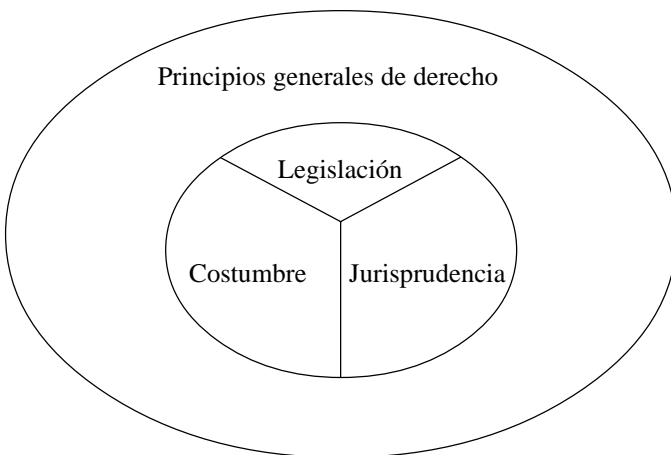 Principios generales de derecho
Legislación
Costumbre
Jurisprudencia